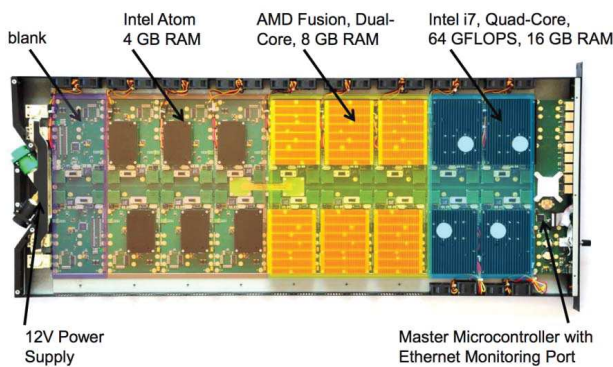 blank
Intel Atom
4 GB RAM
AMD Fusion, Dual-
Core, 8 GB RAM
Intel i7, Quad-Core,
64 GFLOPS, 16 GB RAM
12V Power
Supply
Master Microcontroller with
Ethernet Monitoring Port